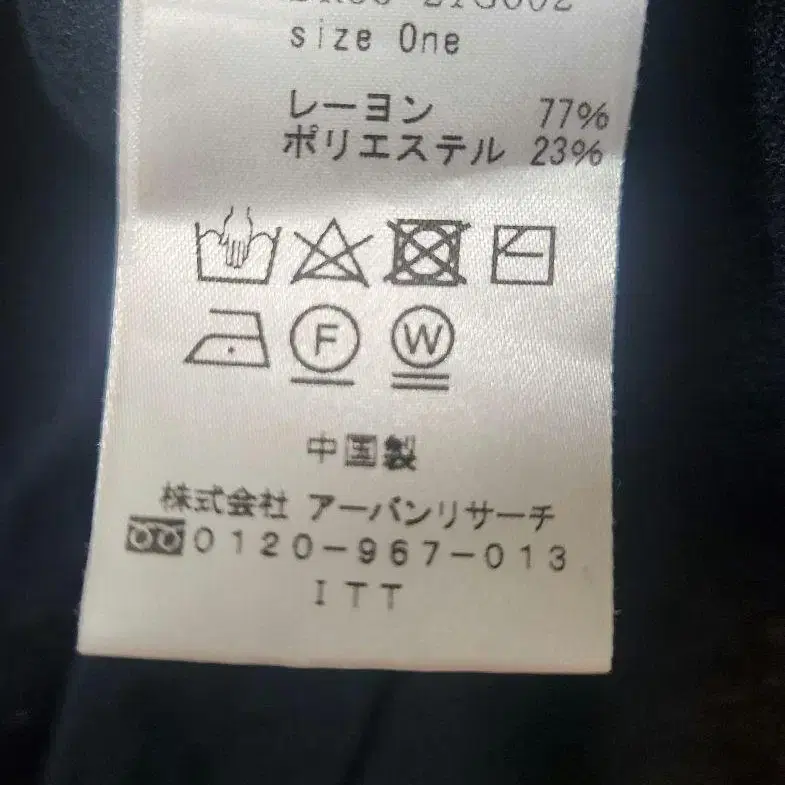 size One
レーヨン 77%
ポリエステル 23%
F W
中国製
株式会社 アーバンリサーチ
0120-967-013
ITT